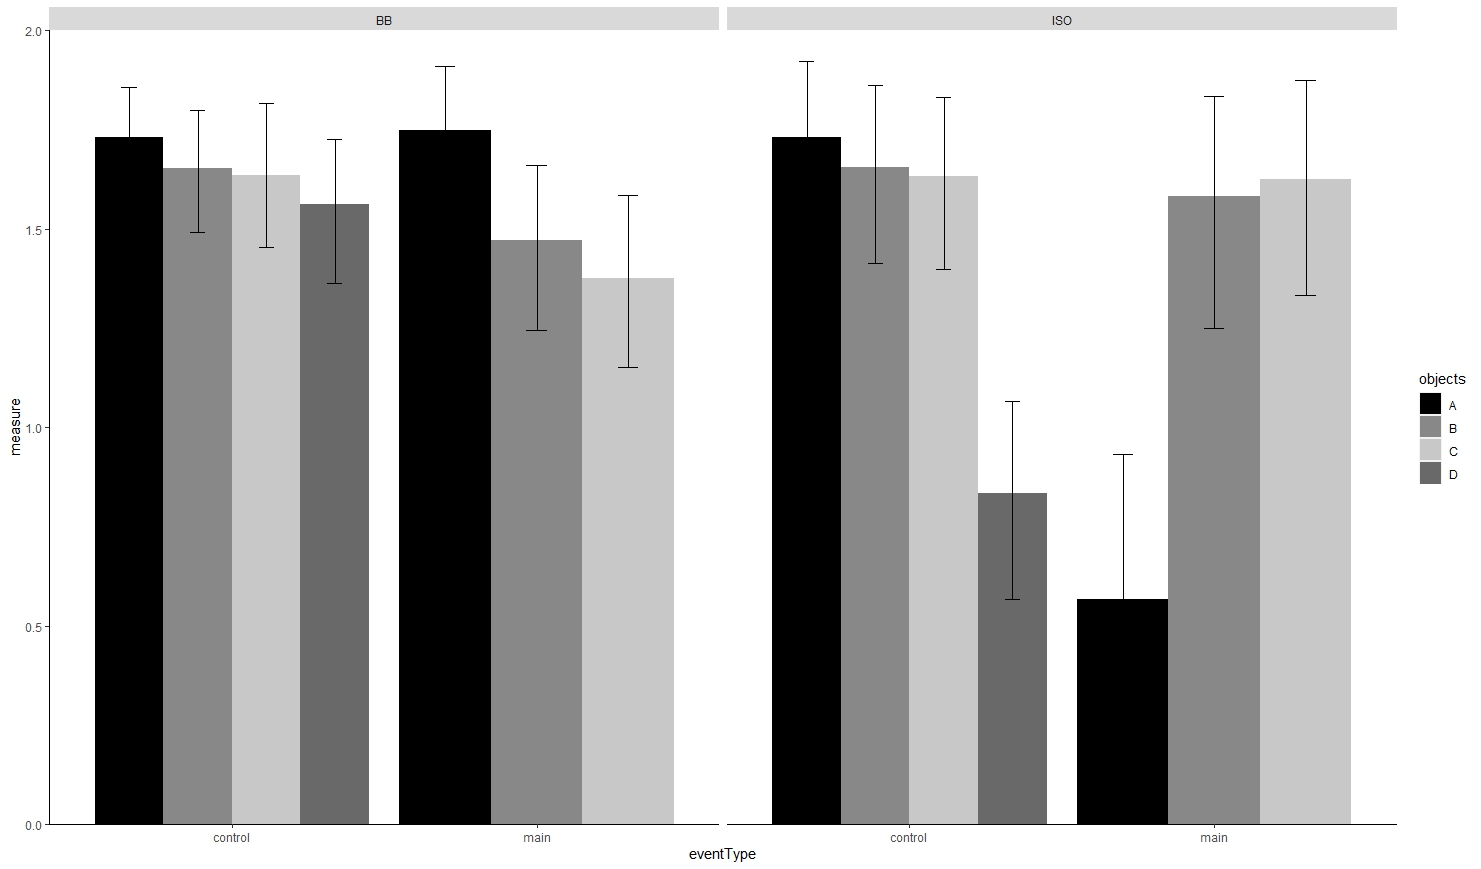 BB
ISO
2.0
1.5
1.0
0.5
0.0
measure
control
main
control
main
eventType
objects
A
B
C
D